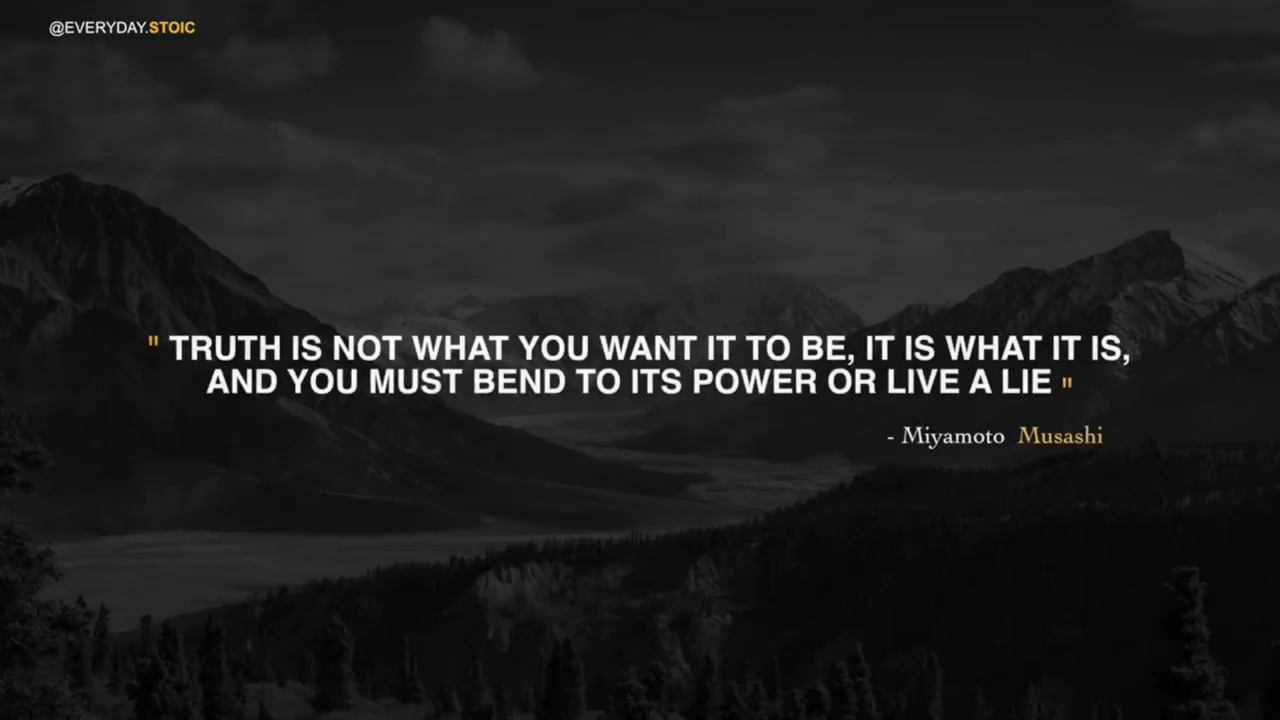 @EVERYDAY.STOIC
" TRUTH IS NOT WHAT YOU WANT IT TO BE, IT IS WHAT IT IS,
AND YOU MUST BEND TO ITS POWER OR LIVE A LIE "
- Miyamoto Musashi